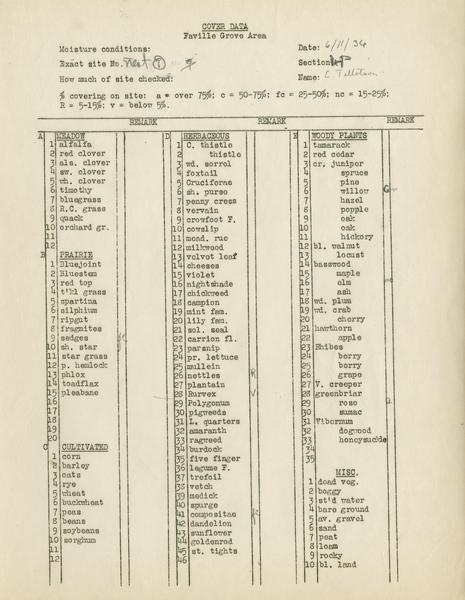 COVER DATA
Faville Grove Area
Moisture conditions: Date: 6/11/34
Exact site No. Nest 7 Section
How much of site checked: Name: C Tillotson
% covering on site: a = over 75%; c = 50-75%; fc = 25-50%; nc = 15-25%;
R = 5-15%; v = below 5%.
REMARK REMARK REMARK
A MEADOW
1 alfalfa
2 red clover
3 als. clover
4 sw. clover
5 wh. clover
6 timothy
7 bluegrass
8 R.C. grass
9 quack
10 orchard gr.
11
12
B PRAIRIE
1 Bluejoint
2 Bluestem
3 red top
4 t'hl grass
5 spartina
6 silphium
7 ripgut
8 fragmites
9 sedges
10 sh. star
11 star grass
12 p. hemlock
13 phlox
14 toadflax
15 pleabane
16
17
18
19
20
C CULTIVATED
1 corn
2 barley
3 oats
4 rye
5 wheat
6 buckwheat
7 peas
8 beans
9 soybeans
10 sorghum
11
12
D HERBACEOUS
1 C. thistle
2 thistle
3 wd. sorrel
4 foxtail
5 Cruciforae
6 sh. purse
7 penny cress
8 vervain
9 crowfoot F.
10 cowslip
11 mead. rue
12 milkwood
13 velvet leaf
14 cheeses
15 violet
16 nightshade
17 chickweed
18 campion
19 mint fam.
20 lily fam.
21 sol. seal
22 carrion fl.
23 parsnip
24 pr. lettuce
25 mullein
26 nettles R
27 plantain
28 Rurvex V
29 Polygonum
30 pigweeds
31 L. quarters
32 amaranth
33 ragweed
34 burdock
35 five finger
36 legume F.
37 trefoil
38 vetch
39 medick
40 spurge
41 compositae
42 dandelion
43 sunflower
44 goldenrod
45 st. tights
46
E WOODY PLANTS
1 tamarack
2 red cedar
3 cr. juniper
4 spruce
5 pine
6 willow
7 hazel
8 popple
9 oak
10 oak
11 hickory
12 bl. walnut
13 locust
14 basswood
15 maple
16 elm
17 ash
18 wd. plum
19 wd. crab
20 cherry
21 hawthorn
22 apple
23 Rhibes
24 berry
25 berry
26 grape
27 V. creeper
28 greenbriar
29 rose
30 sumac
31 Vibermum
32 dogwood
33 honeysuckle
34
35
MISC.
1 dead veg.
2 boggy
3 st'd water
4 bare ground
5 av. gravel
6 sand
7 peat
8 loam
9 rocky
10 bl. land